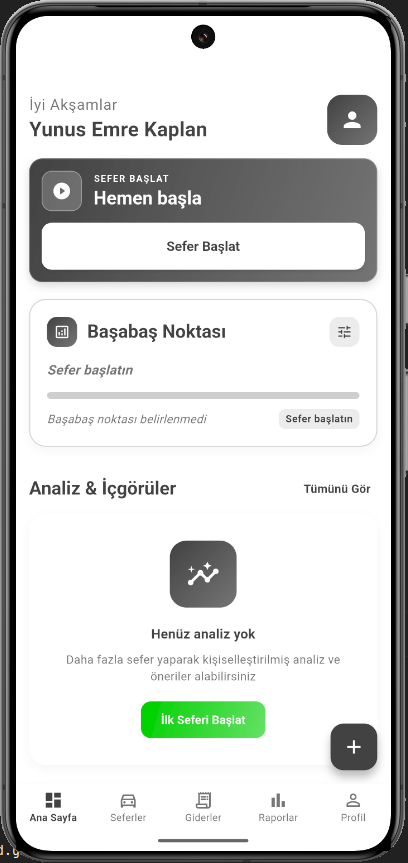 İyi Akşamlar
Yunus Emre Kaplan
SEFER BAŞLAT
Hemen başla
Sefer Başlat
Başabaş Noktası
Sefer başlatın
Başabaş noktası belirlenmedi
Sefer başlatın
Analiz & İçgörüler
Tümünü Gör
Henüz analiz yok
Daha fazla sefer yaparak kişiselleştirilmiş analiz ve
öneriler alabilirsiniz
İlk Seferi Başlat
Ana Sayfa
Seferler
Giderler
Raporlar
Profil